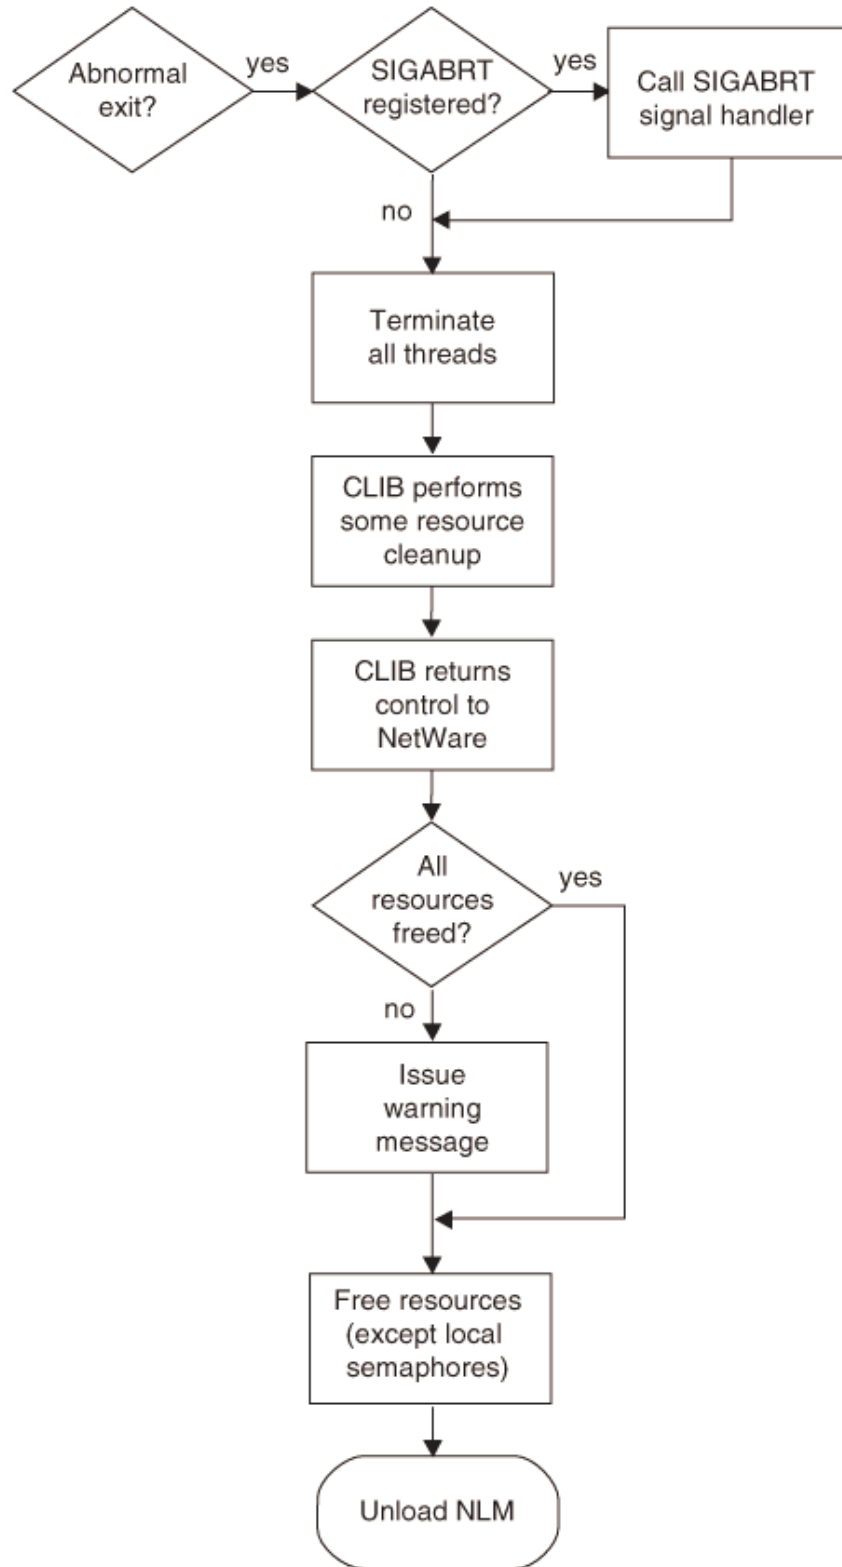 Abnormal
exit?
yes
SIGABRT
registered?
yes
Call SIGABRT
signal handler
no
Terminate
all threads
CLIB performs
some resource
cleanup
CLIB returns
control to
NetWare
All
resources
freed?
yes
no
Issue
warning
message
Free resources
(except local
semaphores)
Unload NLM